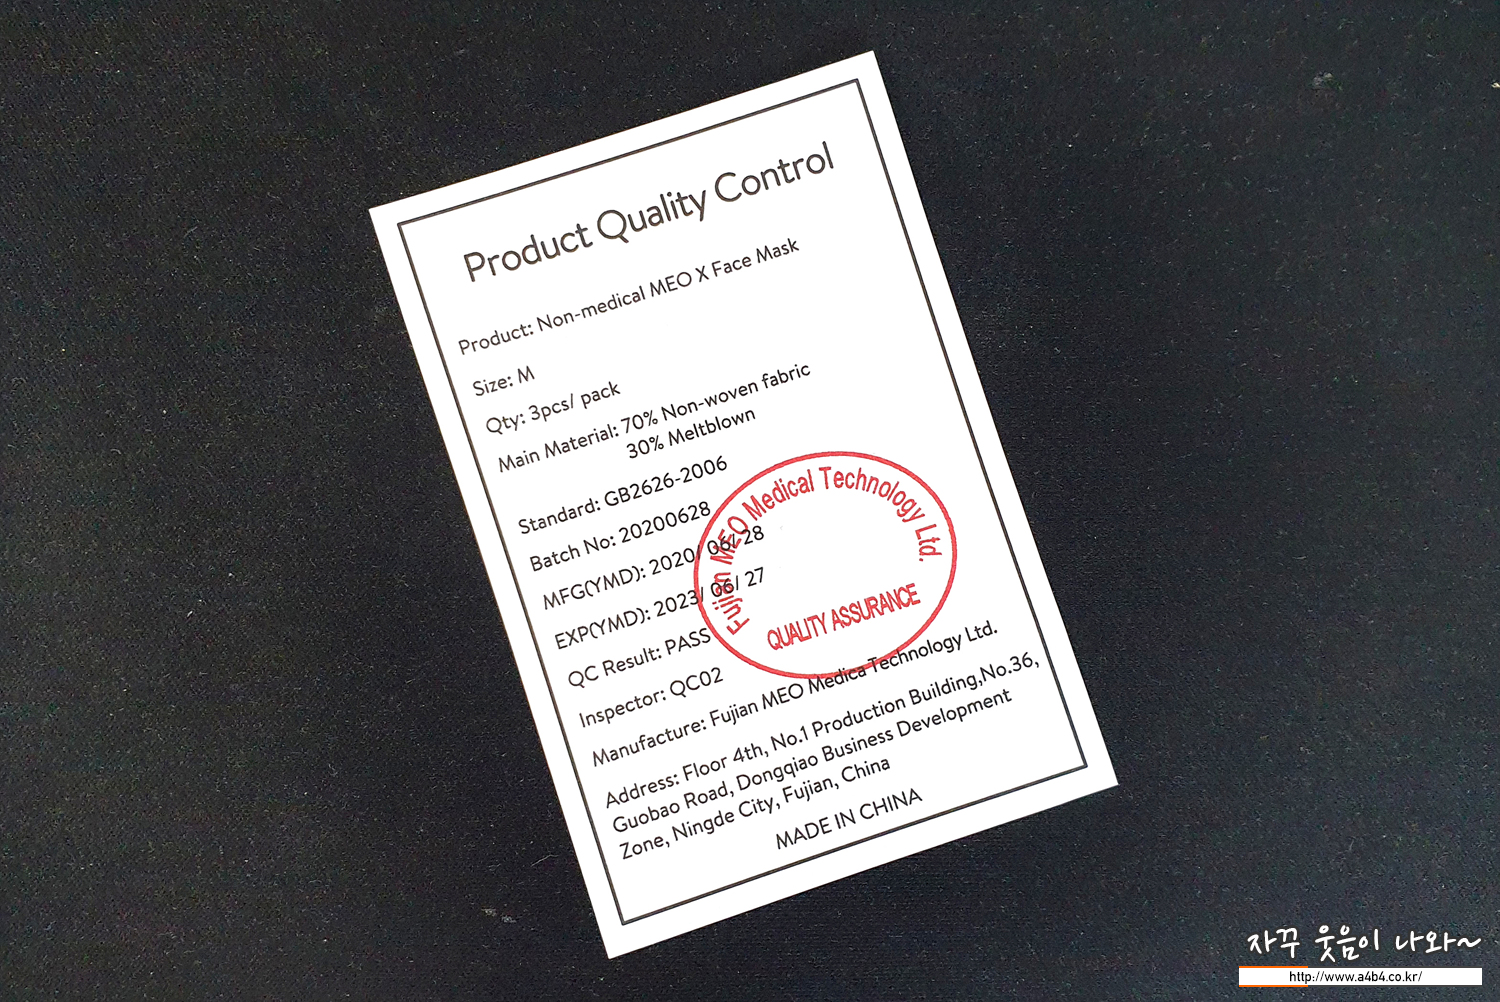 Product Quality Control
Product: Non-medical MEO X Face Mask
Size: M
Qty: 3pcs/ pack
Main Material: 70% Non-woven fabric
30% Meltblown
Standard: GB2626-2006
Batch No: 20200628
MFG(YMD): 2020/ 06/ 28
EXP(YMD): 2023/ 06/ 27
QC Result: PASS
Inspector: QC02
Fujian MEO Medical Technology Ltd.
QUALITY ASSURANCE
Manufacture: Fujian MEO Medica Technology Ltd.
Address: Floor 4th, No.1 Production Building,No.36,
Guobao Road, Dongqiao Business Development
Zone, Ningde City, Fujian, China
MADE IN CHINA
자꾸 웃음이 나와~
http://www.a4b4.co.kr/